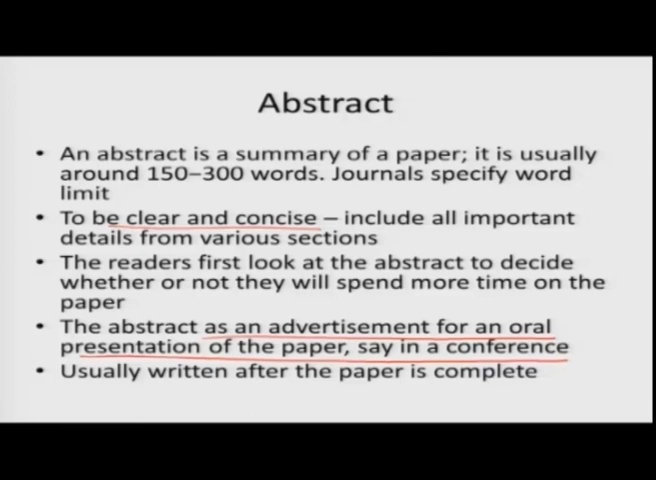 Abstract
• An abstract is a summary of a paper; it is usually
around 150–300 words. Journals specify word
limit
• To be clear and concise – include all important
details from various sections
• The readers first look at the abstract to decide
whether or not they will spend more time on the
paper
• The abstract as an advertisement for an oral
presentation of the paper, say in a conference
• Usually written after the paper is complete